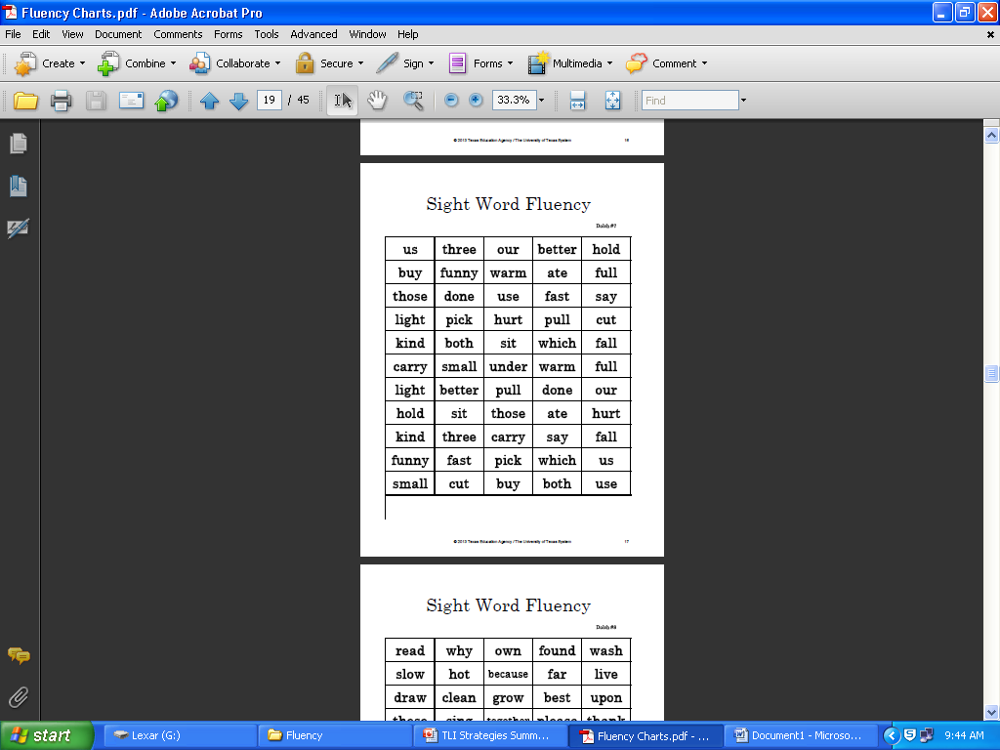 Fluency Charts.pdf - Adobe Acrobat Pro
File Edit View Document Comments Forms Tools Advanced Window Help
Create Combine Collaborate Secure Sign Forms Multimedia Comment
19 / 45 33.3% Find
© 2013 Texas Education Agency / The University of Texas System 16
Sight Word Fluency
Dolch #7
us three our better hold
buy funny warm ate full
those done use fast say
light pick hurt pull cut
kind both sit which fall
carry small under warm full
light better pull done our
hold sit those ate hurt
kind three carry say fall
funny fast pick which us
small cut buy both use
© 2013 Texas Education Agency / The University of Texas System 17
Sight Word Fluency
Dolch #8
read why own found wash
slow hot because far live
draw clean grow best upon
these sing together please thank
start Lexar (G:) Fluency TLI Strategies Summ... Fluency Charts.pdf - ... Document1 - Microso... 9:44 AM